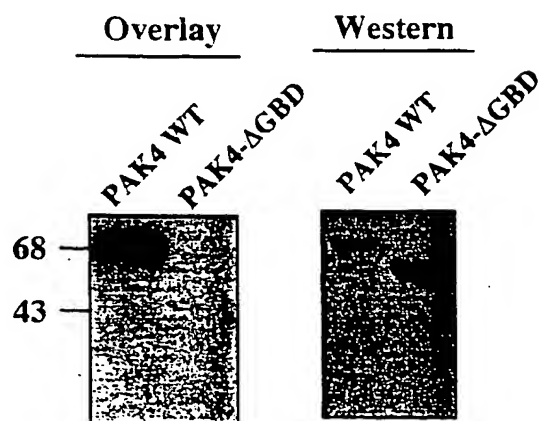 Overlay
Western
PAK4 WT
PAK4-ΔGBD
PAK4 WT
PAK4-ΔGBD
68
43